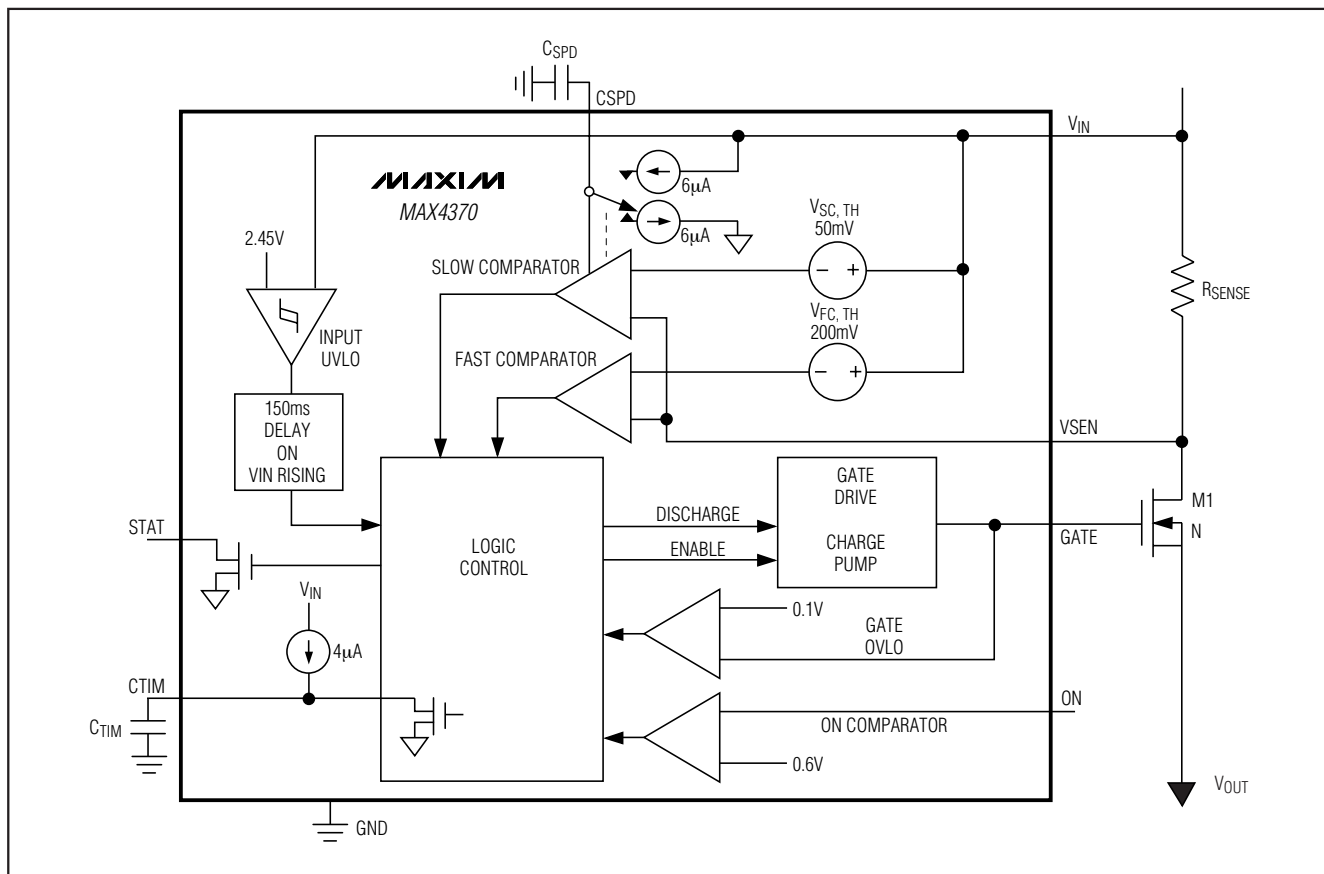 CSPD
CSPD
VIN
MAXIM
MAX4370
6µA
6µA
VSC, TH
50mV
2.45V
SLOW COMPARATOR
RSENSE
VFC, TH
200mV
INPUT
UVLO
FAST COMPARATOR
150ms
DELAY
ON
VIN RISING
VSEN
GATE
DRIVE
CHARGE
PUMP
M1
N
GATE
STAT
DISCHARGE
ENABLE
LOGIC
CONTROL
VIN
4µA
0.1V
GATE
OVLO
CTIM
CTIM
ON
ON COMPARATOR
0.6V
VOUT
GND